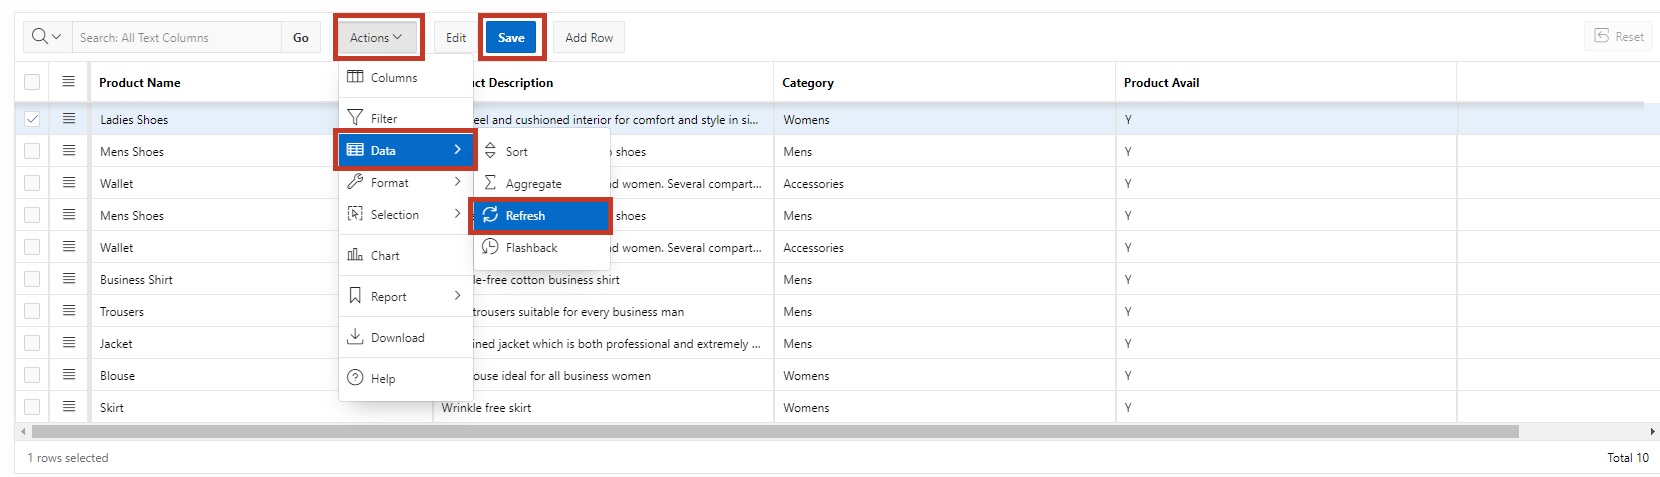 Search: All Text Columns Go Actions Edit Save Add Row Reset
Product Name ct Description Category Product Avail
Ladies Shoes eel and cushioned interior for comfort and style in si... Womens Y
Mens Shoes shoes Mens Y
Wallet nd women. Several compart... Accessories Y
Mens Shoes shoes Mens Y
Wallet nd women. Several compart... Accessories Y
Business Shirt e-free cotton business shirt Mens Y
Trousers trousers suitable for every business man Mens Y
Jacket ined jacket which is both professional and extremely ... Mens Y
Blouse ouse ideal for all business women Womens Y
Skirt Wrinkle free skirt Womens Y
Columns
Filter
Data
Format
Selection
Chart
Report
Download
Help
Sort
Aggregate
Refresh
Flashback
1 rows selected Total 10